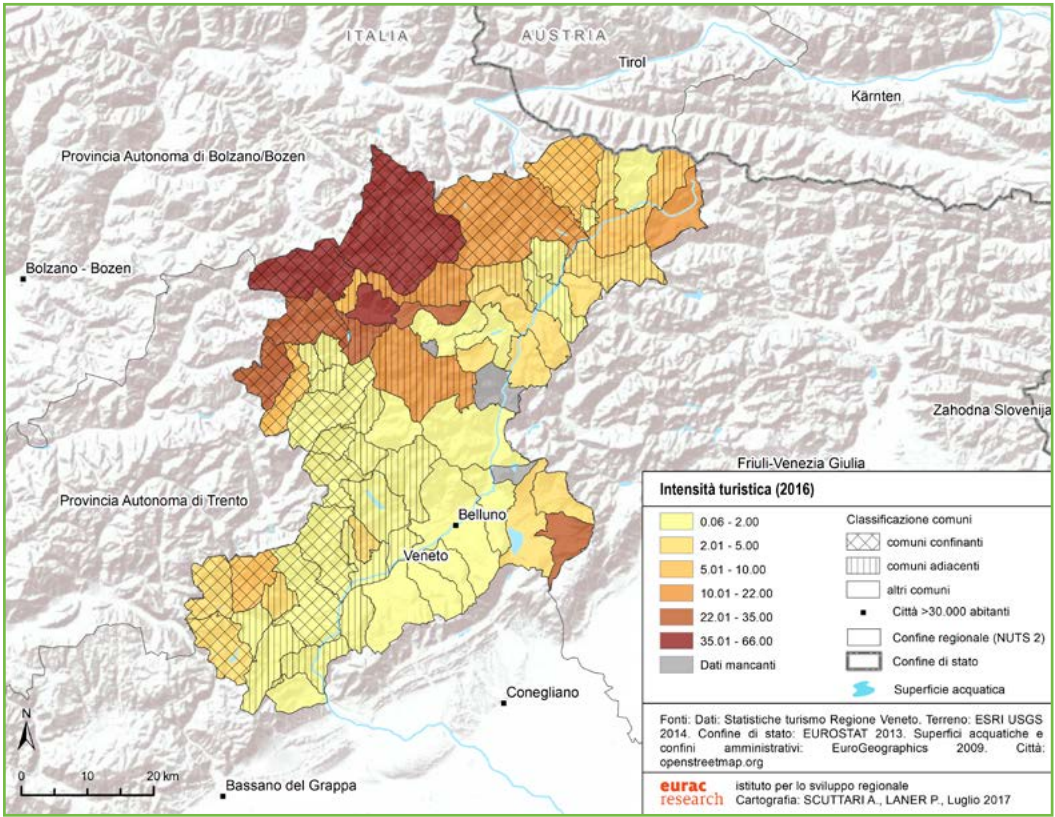 ITALIA
AUSTRIA
Tirol
Kärnten
Provincia Autonoma di Bolzano/Bozen
Bolzano - Bozen
Zahodna Slovenija
Friuli-Venezia Giulia
Provincia Autonoma di Trento
Belluno
Veneto
Conegliano
Bassano del Grappa
N
0 10 20 km
Intensità turistica (2016)
0.06 - 2.00
2.01 - 5.00
5.01 - 10.00
10.01 - 22.00
22.01 - 35.00
35.01 - 66.00
Dati mancanti
Classificazione comuni
comuni confinanti
comuni adiacenti
altri comuni
Città >30.000 abitanti
Confine regionale (NUTS 2)
Confine di stato
Superficie acquatica
Fonti: Dati: Statistiche turismo Regione Veneto. Terreno: ESRI USGS
2014. Confine di stato: EUROSTAT 2013. Superfici acquatiche e
confini amministrativi: EuroGeographics 2009. Città:
openstreetmap.org
eurac
research
istituto per lo sviluppo regionale
Cartografia: SCUTTARI A., LANER P., Luglio 2017